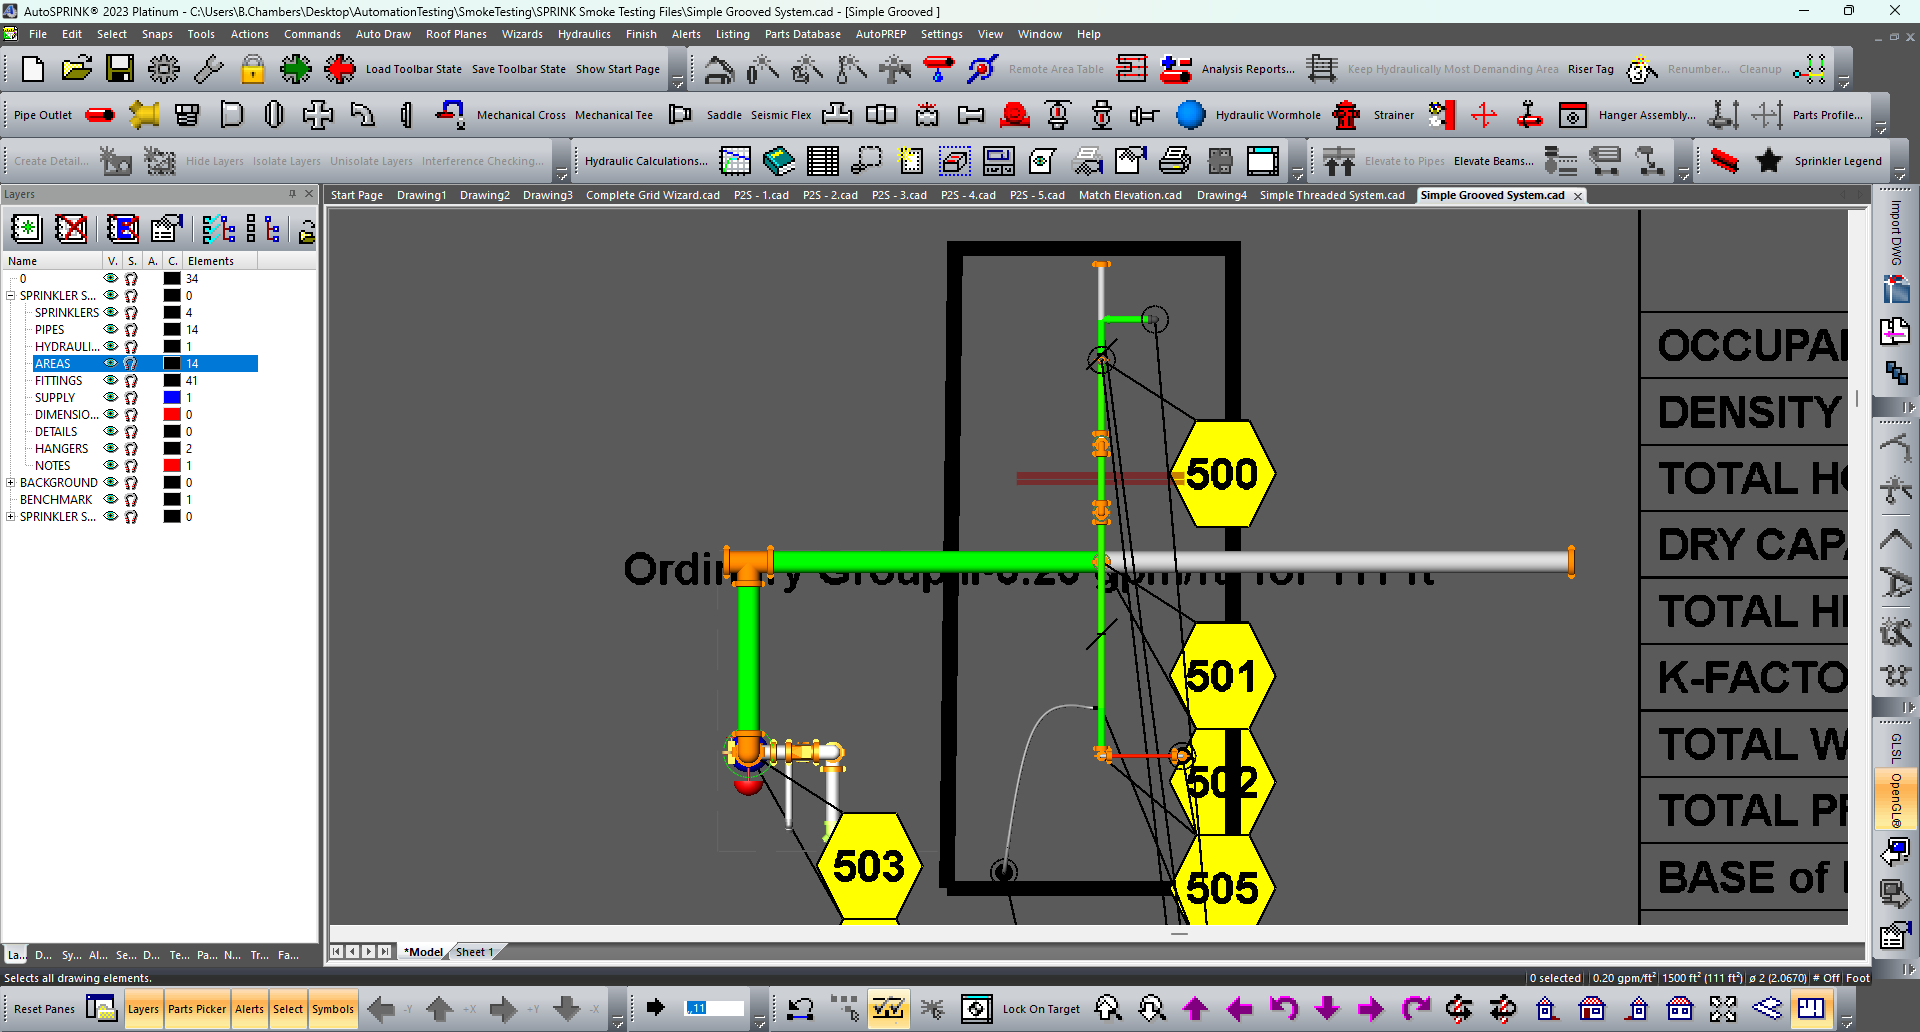 AutoSPRINK® 2023 Platinum - C:\Users\B.Chambers\Desktop\AutomationTesting\SmokeTesting\SPRINK Smoke Testing Files\Simple Grooved System.cad - [Simple Grooved ]
File Edit Select Snaps Tools Actions Commands Auto Draw Roof Planes Wizards Hydraulics Finish Alerts Listing Parts Database AutoPREP Settings View Window Help
Load Toolbar State Save Toolbar State Show Start Page Remote Area Table Analysis Reports... Keep Hydraulically Most Demanding Area Riser Tag Renumber... Cleanup
Pipe Outlet Mechanical Cross Mechanical Tee Saddle Seismic Flex Hydraulic Wormhole Strainer Hanger Assembly... Parts Profile...
Create Detail... Hide Layers Isolate Layers Unisolate Layers Interference Checking... Hydraulic Calculations... Elevate to Pipes Elevate Beams... Sprinkler Legend
Layers
Start Page Drawing1 Drawing2 Drawing3 Complete Grid Wizard.cad P2S - 1.cad P2S - 2.cad P2S - 3.cad P2S - 4.cad P2S - 5.cad Match Elevation.cad Drawing4 Simple Threaded System.cad Simple Grooved System.cad
Name V. S. A. C. Elements
0 34
SPRINKLER S... 0
SPRINKLERS 4
PIPES 14
HYDRAULI... 1
AREAS 14
FITTINGS 41
SUPPLY 1
DIMENSIO... 0
DETAILS 0
HANGERS 2
NOTES 1
BACKGROUND 0
BENCHMARK 1
SPRINKLER S... 0
500
501
502
503
505
OCCUPA
DENSITY
TOTAL H
DRY CAP
TOTAL H
K-FACTO
TOTAL W
TOTAL P
BASE of
Import DWG
GLSL
OpenGL®
La... D... Sy... Al... Se... D... Te... Pa... N... Tr... Fa...
*Model Sheet 1
Selects all drawing elements.
0 selected 0.20 gpm/ft² 1500 ft² (111 ft²) ø 2 (2.0670) # Off Foot
Reset Panes Layers Parts Picker Alerts Select Symbols -Y +X +Y -X ,,11 Lock On Target